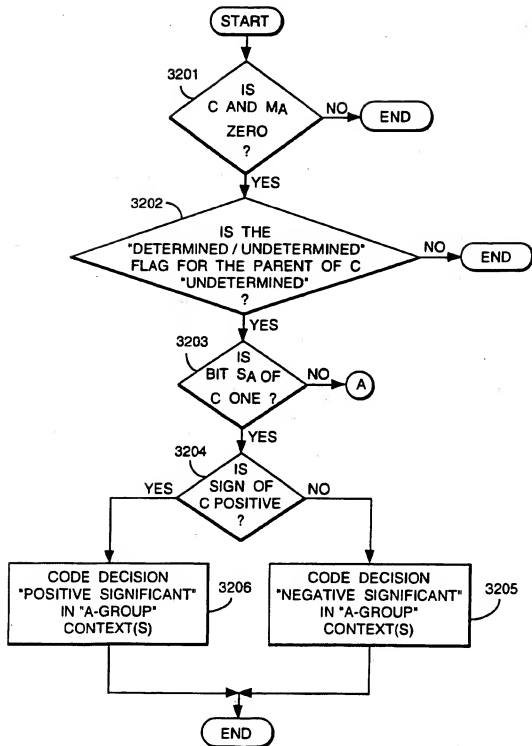 START
3201
IS
C AND MA
ZERO
?
NO
END
YES
3202
IS THE
"DETERMINED / UNDETERMINED"
FLAG FOR THE PARENT OF C
"UNDETERMINED"
?
NO
END
YES
3203
IS
BIT SA OF
C ONE ?
NO
A
YES
3204
IS
SIGN OF
C POSITIVE
?
YES
NO
CODE DECISION
"POSITIVE SIGNIFICANT"
IN "A-GROUP"
CONTEXT(S)
3206
CODE DECISION
"NEGATIVE SIGNIFICANT"
IN "A-GROUP"
CONTEXT(S)
3205
END